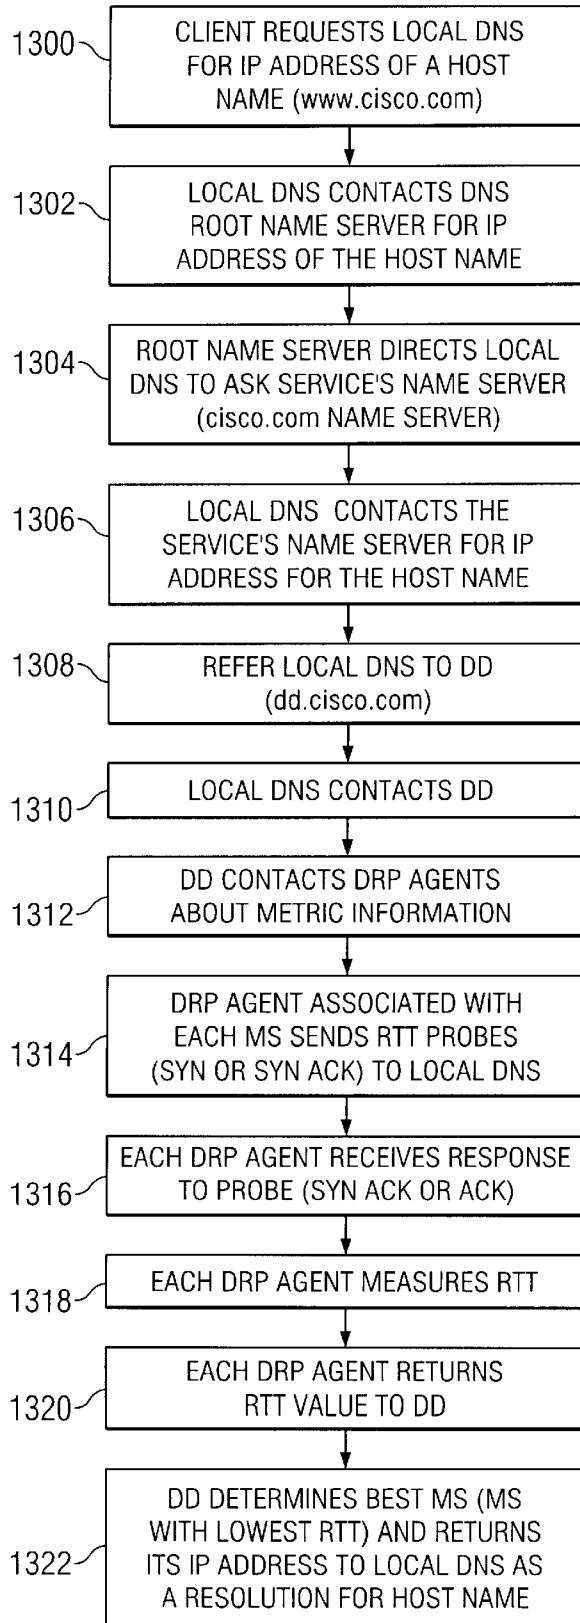 1300
CLIENT REQUESTS LOCAL DNS
FOR IP ADDRESS OF A HOST
NAME (www.cisco.com)
1302
LOCAL DNS CONTACTS DNS
ROOT NAME SERVER FOR IP
ADDRESS OF THE HOST NAME
1304
ROOT NAME SERVER DIRECTS LOCAL
DNS TO ASK SERVICE'S NAME SERVER
(cisco.com NAME SERVER)
1306
LOCAL DNS CONTACTS THE
SERVICE'S NAME SERVER FOR IP
ADDRESS FOR THE HOST NAME
1308
REFER LOCAL DNS TO DD
(dd.cisco.com)
1310
LOCAL DNS CONTACTS DD
1312
DD CONTACTS DRP AGENTS
ABOUT METRIC INFORMATION
1314
DRP AGENT ASSOCIATED WITH
EACH MS SENDS RTT PROBES
(SYN OR SYN ACK) TO LOCAL DNS
1316
EACH DRP AGENT RECEIVES RESPONSE
TO PROBE (SYN ACK OR ACK)
1318
EACH DRP AGENT MEASURES RTT
1320
EACH DRP AGENT RETURNS
RTT VALUE TO DD
1322
DD DETERMINES BEST MS (MS
WITH LOWEST RTT) AND RETURNS
ITS IP ADDRESS TO LOCAL DNS AS
A RESOLUTION FOR HOST NAME